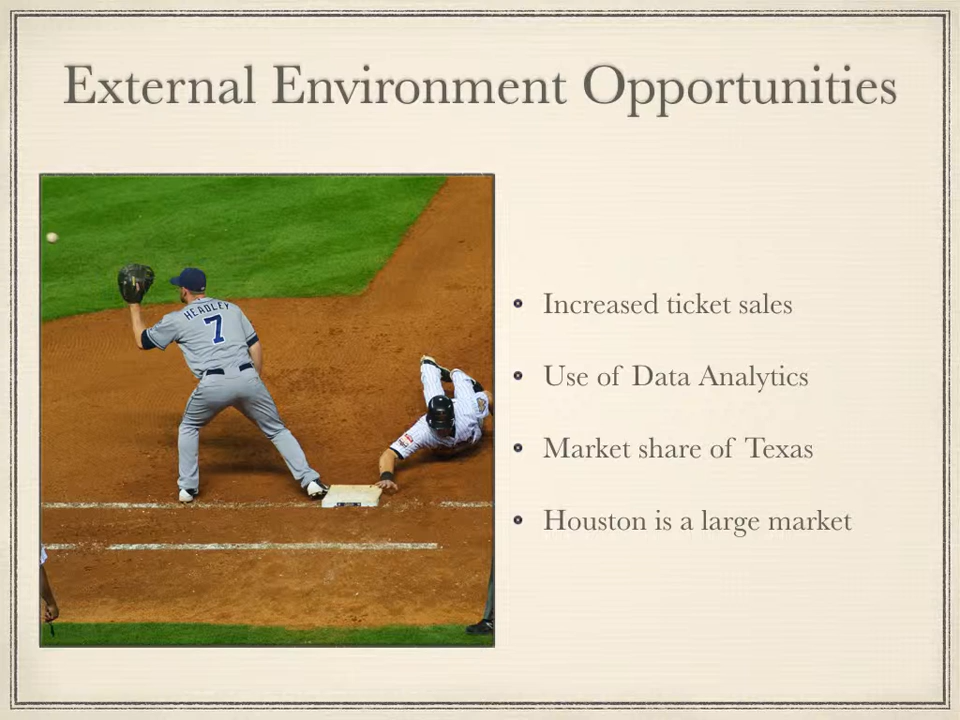 External Environment Opportunities
HEADLEY
7
Increased ticket sales
Use of Data Analytics
Market share of Texas
Houston is a large market